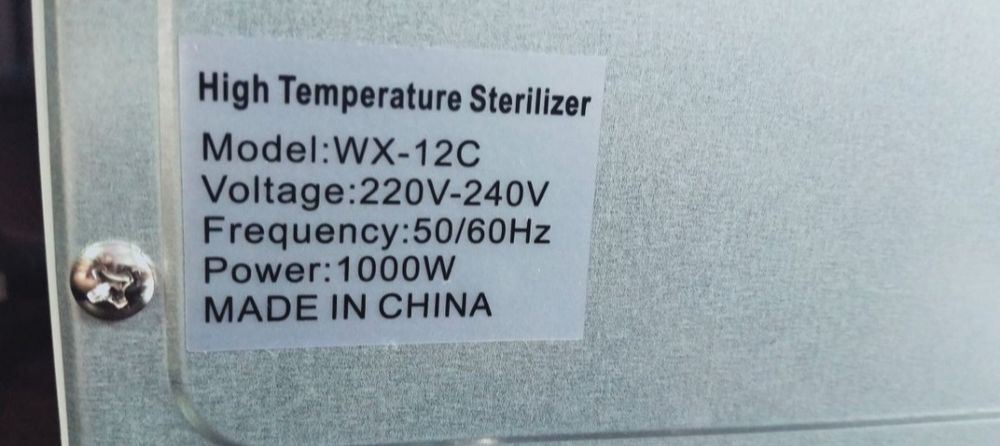 High Temperature Sterilizer
Model:WX-12C
Voltage:220V-240V
Frequency:50/60Hz
Power:1000W
MADE IN CHINA